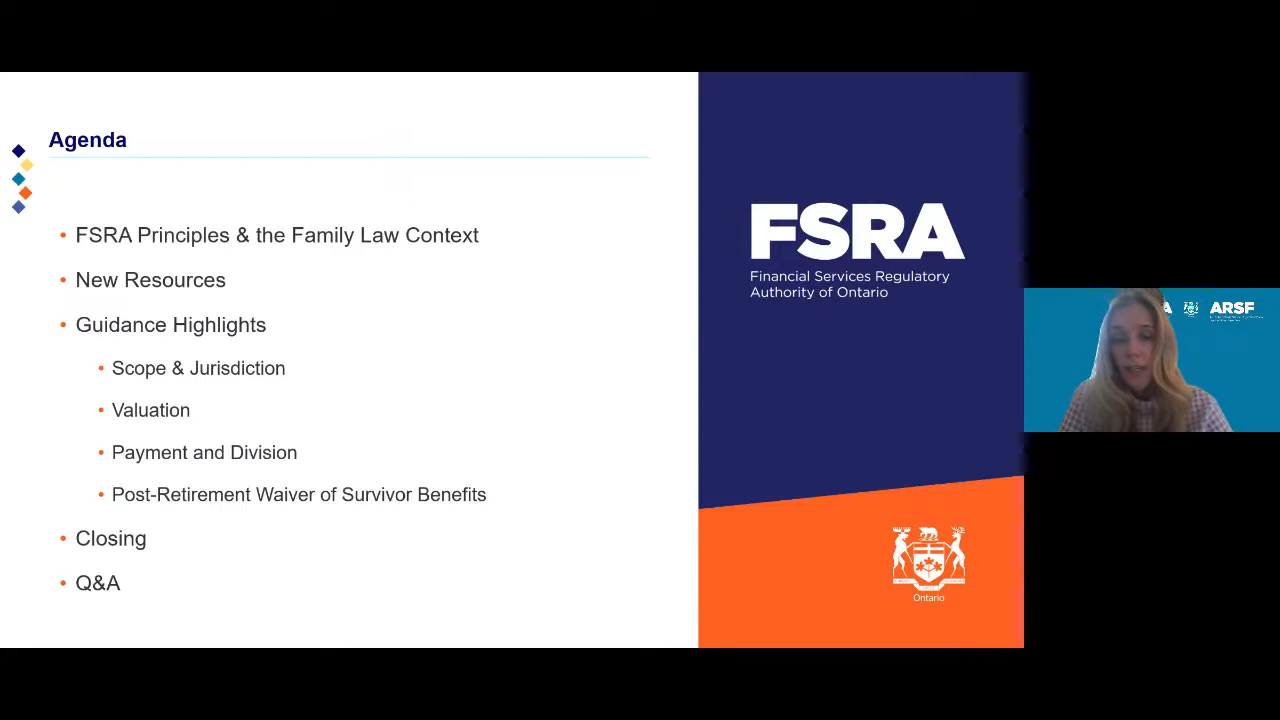 Agenda
FSRA Principles & the Family Law Context
New Resources
Guidance Highlights
Scope & Jurisdiction
Valuation
Payment and Division
Post-Retirement Waiver of Survivor Benefits
Closing
Q&A
FSRA
Financial Services Regulatory
Authority of Ontario
Ontario
A
ARSF